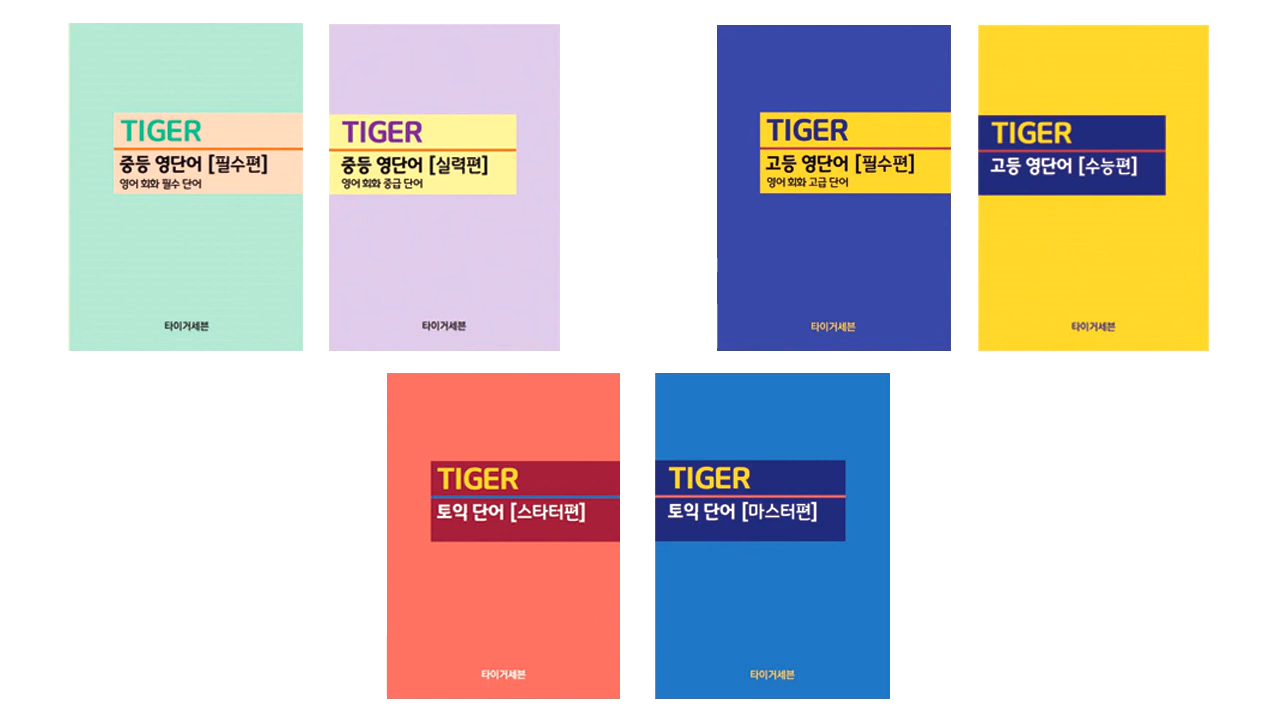 TIGER
중등 영단어 [필수편]
영어 회화 필수 단어
타이거세븐
TIGER
중등 영단어 [실력편]
영어 회화 중급 단어
타이거세븐
TIGER
고등 영단어 [필수편]
영어 회화 고급 단어
타이거세븐
TIGER
고등 영단어 [수능편]
타이거세븐
TIGER
토익 단어 [스타터편]
타이거세븐
TIGER
토익 단어 [마스터편]
타이거세븐